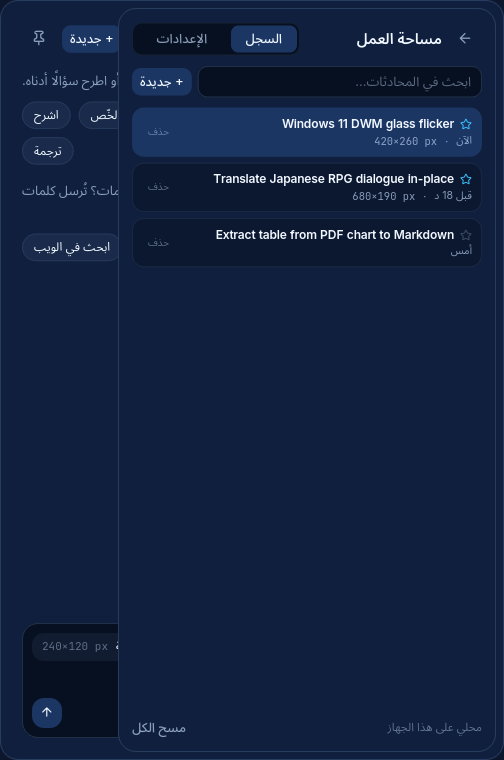 مساحة العمل
السجل
الإعدادات
ابحث في المحادثات...
+ جديدة
Windows 11 DWM glass flicker
الآن · 420×260 px
حذف
Translate Japanese RPG dialogue in-place
قبل 18 د · 680×190 px
حذف
Extract table from PDF chart to Markdown
أمس
حذف
محلي على هذا الجهاز
مسح الكل
+ جديدة
أو اطرح سؤالًا أدناه.
لخّص
اشرح
ترجمة
تُرسل كلمات
ابحث في الويب
240×120 px